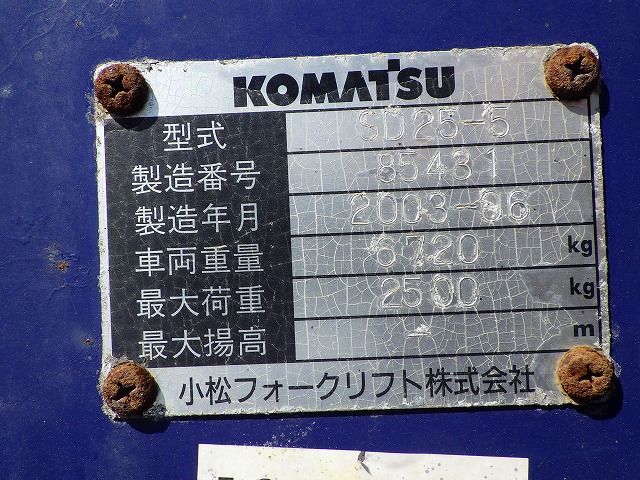 KOMATSU
型式 SD25-5
製造番号 85431
製造年月 2003-06
車両重量 6720 kg
最大荷重 2500 kg
最大揚高 - m
小松フォークリフト株式会社